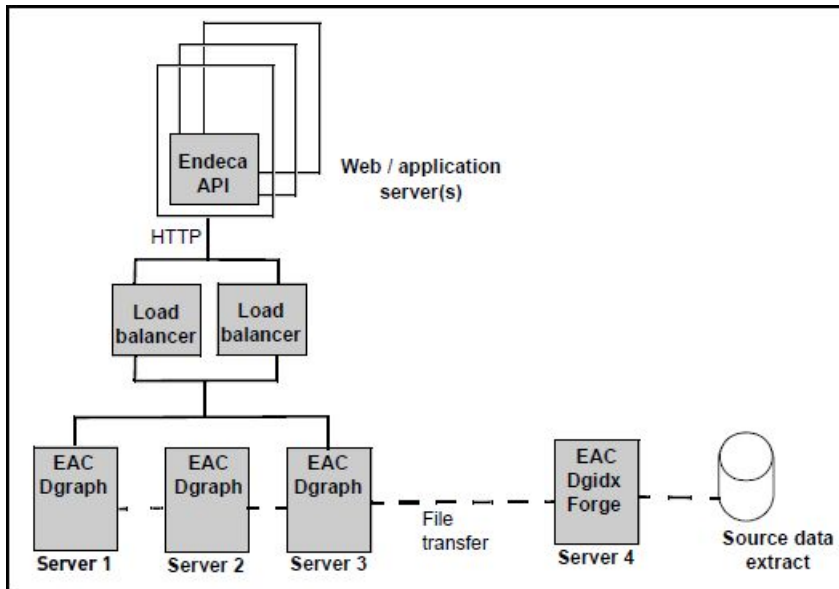 Endeca
API
Web / application
server(s)
HTTP
Load
balancer
Load
balancer
EAC
Dgraph
EAC
Dgraph
EAC
Dgraph
EAC
Dgidx
Forge
File
transfer
Server 1
Server 2
Server 3
Server 4
Source data
extract